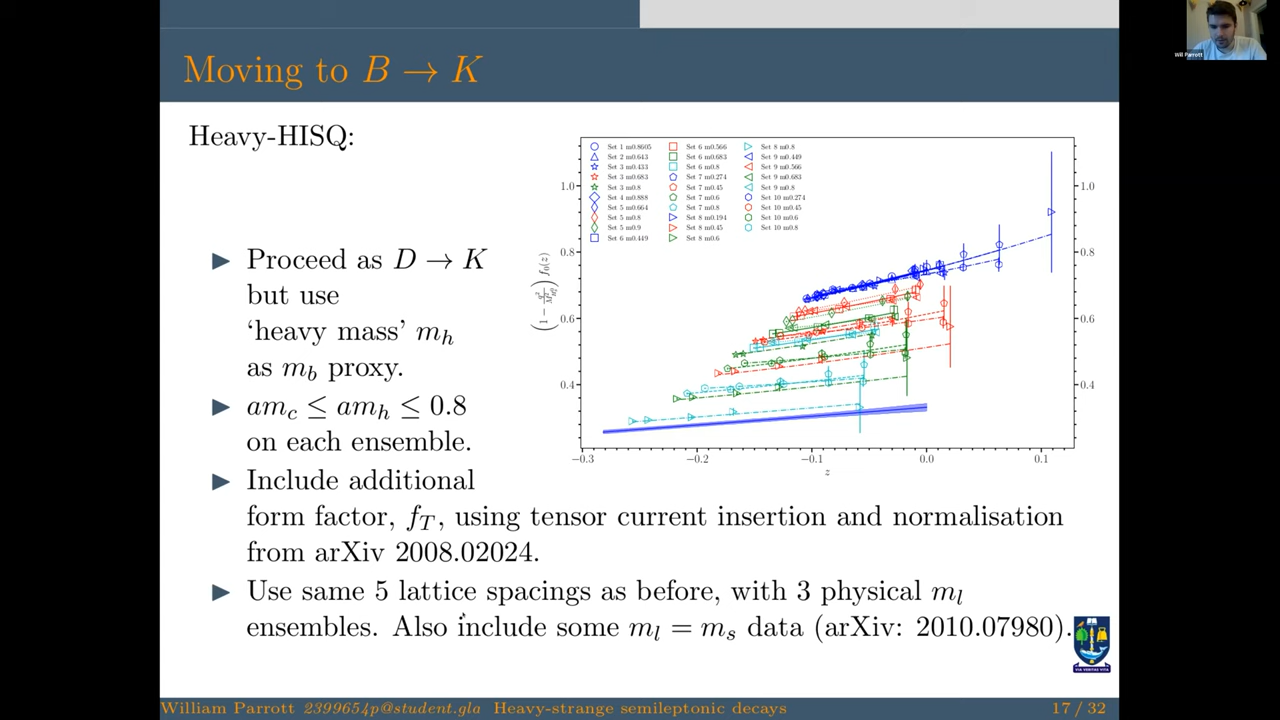 Moving to B → K
Will Parrott
Heavy-HISQ:
▶ Proceed as D → K
but use
‘heavy mass’ m_h
as m_b proxy.
▶ am_c ≤ am_h ≤ 0.8
on each ensemble.
▶ Include additional
form factor, f_T, using tensor current insertion and normalisation
from arXiv 2008.02024.
▶ Use same 5 lattice spacings as before, with 3 physical m_l
ensembles. Also include some m_l = m_s data (arXiv: 2010.07980).
Set 1 m0.8605
Set 2 m0.643
Set 3 m0.433
Set 3 m0.683
Set 3 m0.8
Set 4 m0.888
Set 5 m0.664
Set 5 m0.8
Set 5 m0.9
Set 6 m0.449
Set 6 m0.566
Set 6 m0.683
Set 6 m0.8
Set 7 m0.274
Set 7 m0.45
Set 7 m0.6
Set 7 m0.8
Set 8 m0.194
Set 8 m0.45
Set 8 m0.6
Set 8 m0.8
Set 9 m0.449
Set 9 m0.566
Set 9 m0.683
Set 9 m0.8
Set 10 m0.274
Set 10 m0.45
Set 10 m0.6
Set 10 m0.8
1.0 1.0
0.8 0.8
0.6 0.6
0.4 0.4
−0.3 −0.2 −0.1 0.0 0.1
z
William Parrott 2399654p@student.gla Heavy-strange semileptonic decays 17 / 32